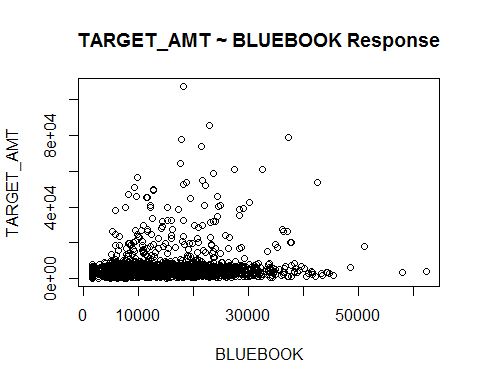 TARGET_AMT ~ BLUEBOOK Response
TARGET_AMT
8e+04
4e+04
0e+00
0 10000 30000 50000
BLUEBOOK